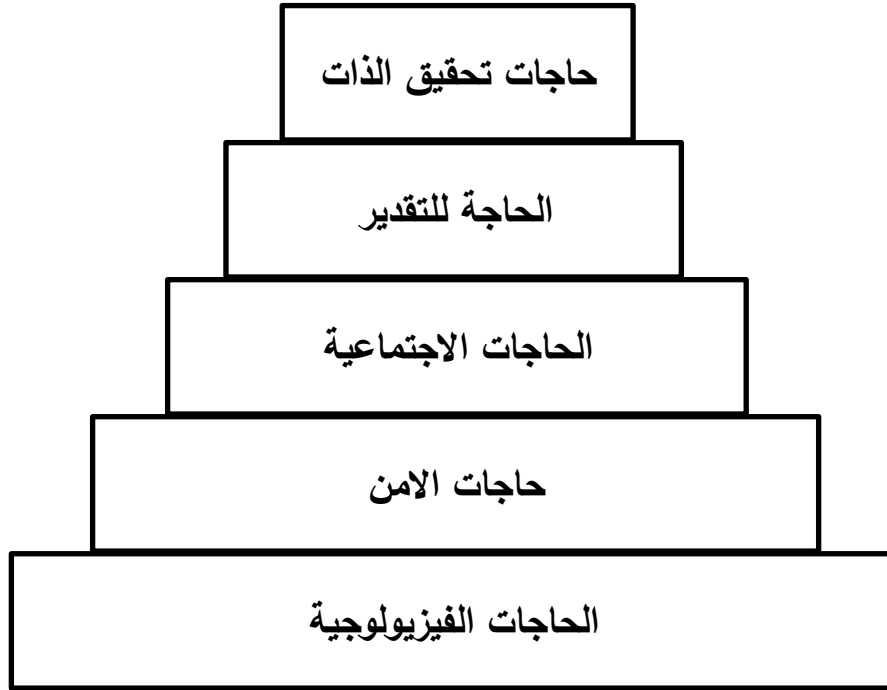 حاجات تحقيق الذات
الحاجة للتقدير
الحاجات الاجتماعية
حاجات الامن
الحاجات الفيزيولوجية